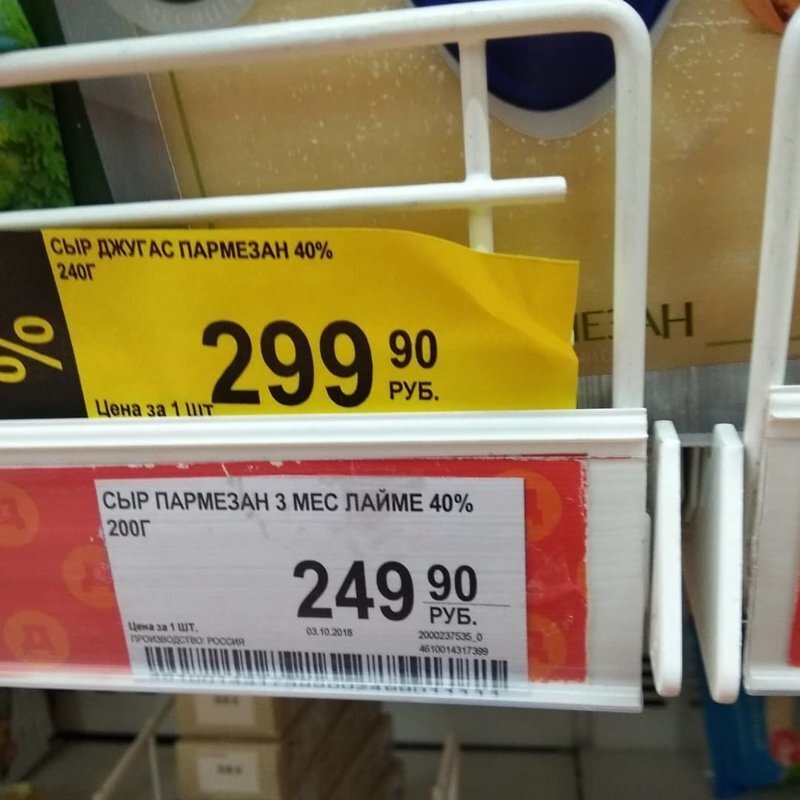 СЫР ДЖУГАС ПАРМЕЗАН 40%
240Г
%
299 90
РУБ.
Цена за 1 ШТ
СЫР ПАРМЕЗАН 3 МЕС ЛАЙМЕ 40%
200Г
249 90
РУБ.
Цена за 1 ШТ.
ПРОИЗВОДСТВО: РОССИЯ
03.10.2018
2000237535_0
4610014317399